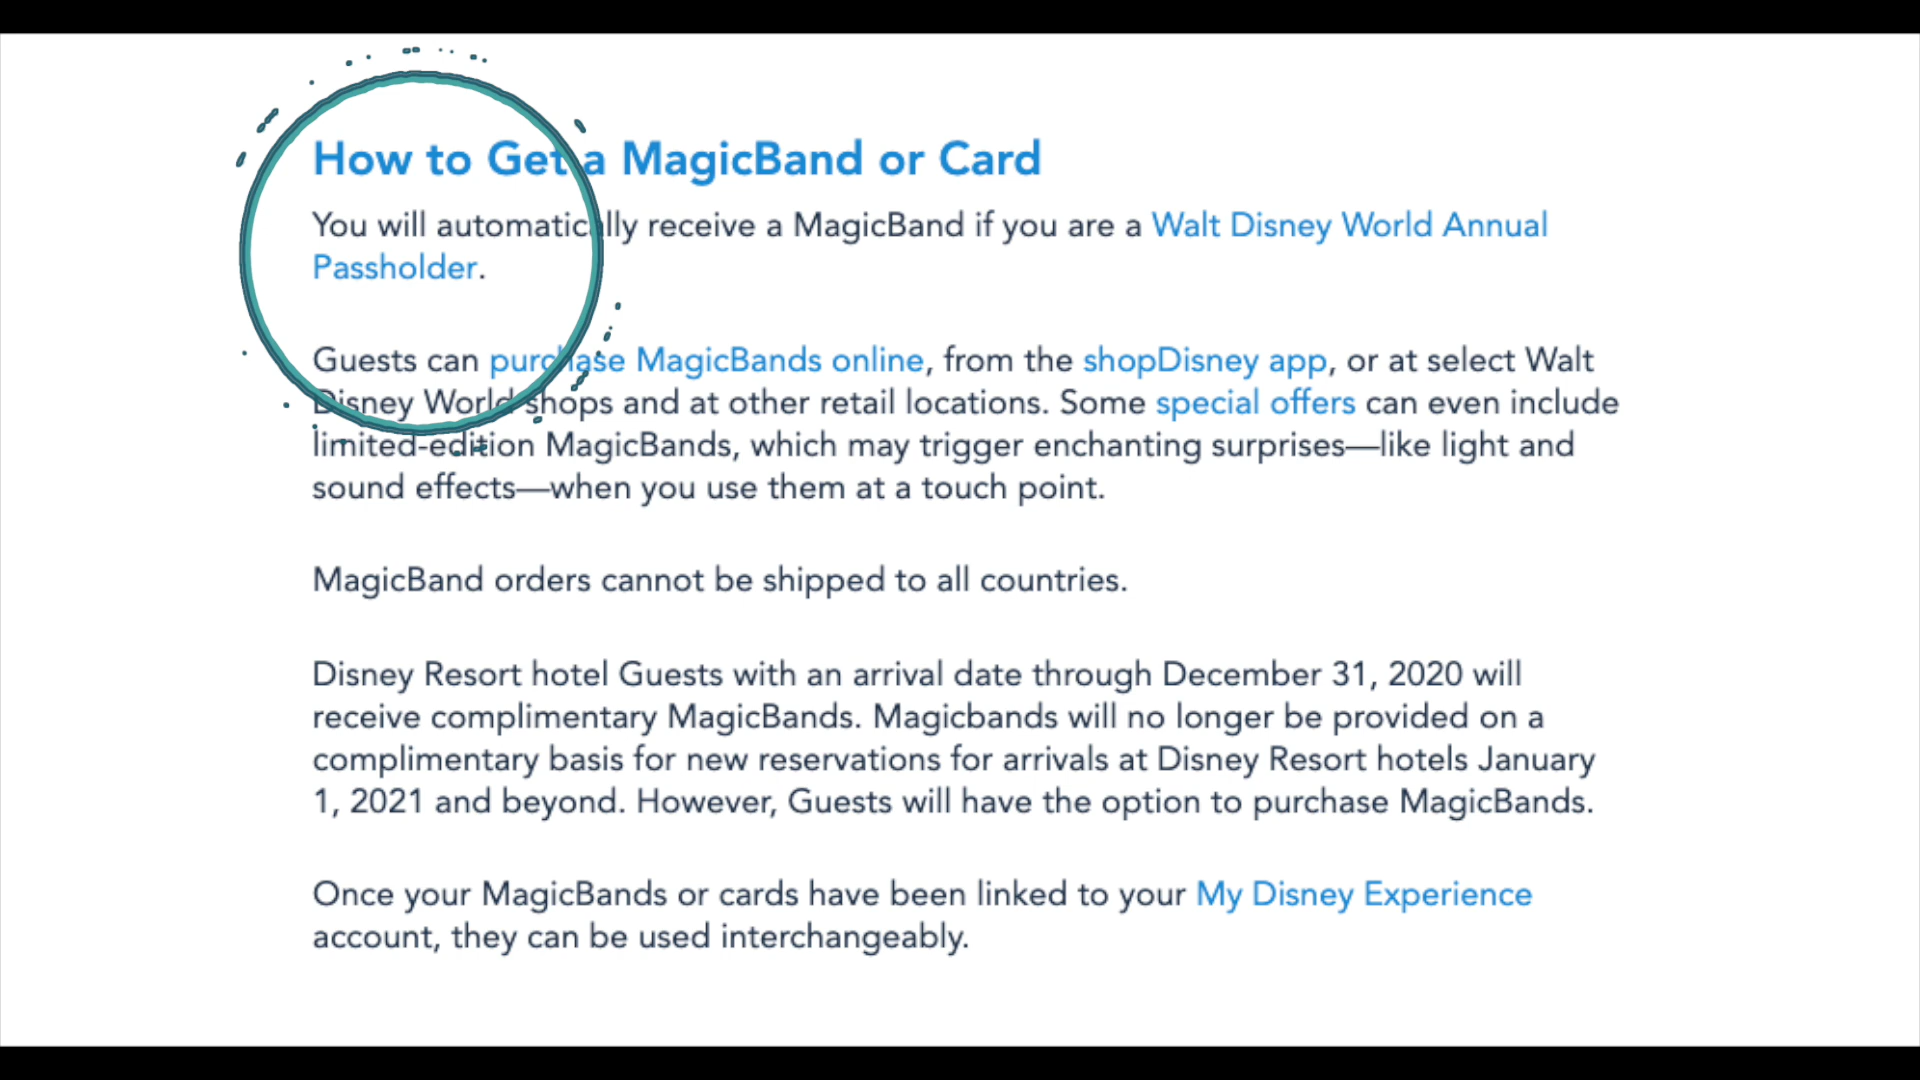 How to Get a MagicBand or Card
You will automatically receive a MagicBand if you are a Walt Disney World Annual
Passholder.
Guests can purchase MagicBands online, from the shopDisney app, or at select Walt
Disney World shops and at other retail locations. Some special offers can even include
limited-edition MagicBands, which may trigger enchanting surprises—like light and
sound effects—when you use them at a touch point.
MagicBand orders cannot be shipped to all countries.
Disney Resort hotel Guests with an arrival date through December 31, 2020 will
receive complimentary MagicBands. Magicbands will no longer be provided on a
complimentary basis for new reservations for arrivals at Disney Resort hotels January
1, 2021 and beyond. However, Guests will have the option to purchase MagicBands.
Once your MagicBands or cards have been linked to your My Disney Experience
account, they can be used interchangeably.